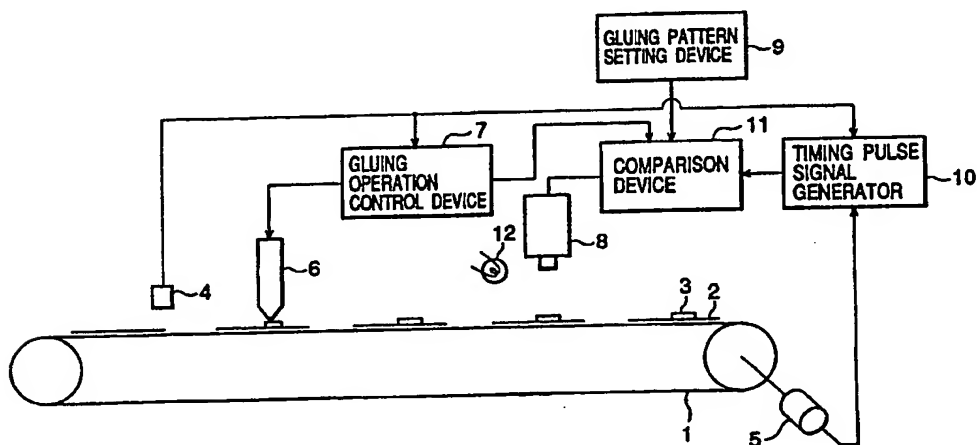 GLUING PATTERN
SETTING DEVICE
9
7
11
GLUING
OPERATION
CONTROL DEVICE
COMPARISON
DEVICE
TIMING PULSE
SIGNAL
GENERATOR
10
12
8
6
4
3
2
1
5